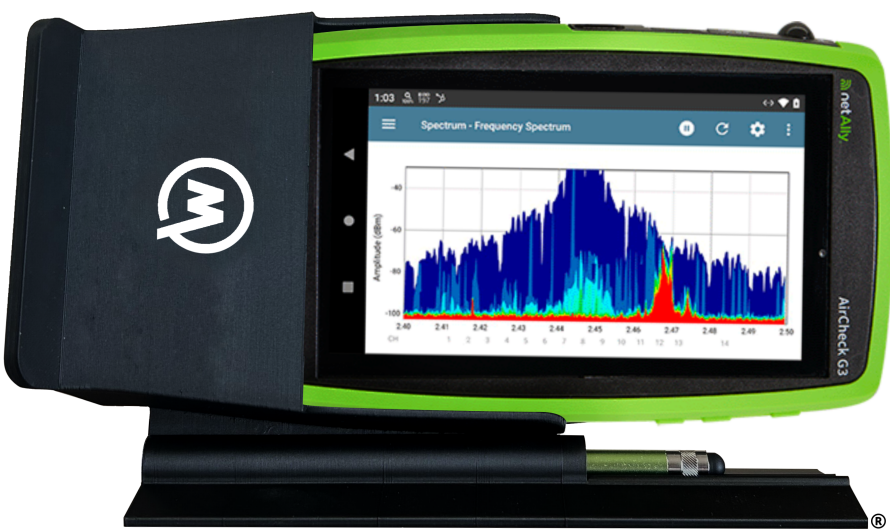 W
1:03
Spectrum - Frequency Spectrum
netAlly
Amplitude (dBm)
-40
-60
-80
-100
2.40 2.41 2.42 2.43 2.44 2.45 2.46 2.47 2.48 2.49 2.50
CH 1 2 3 4 5 6 7 8 9 10 11 12 13 14
AirCheck G3
®